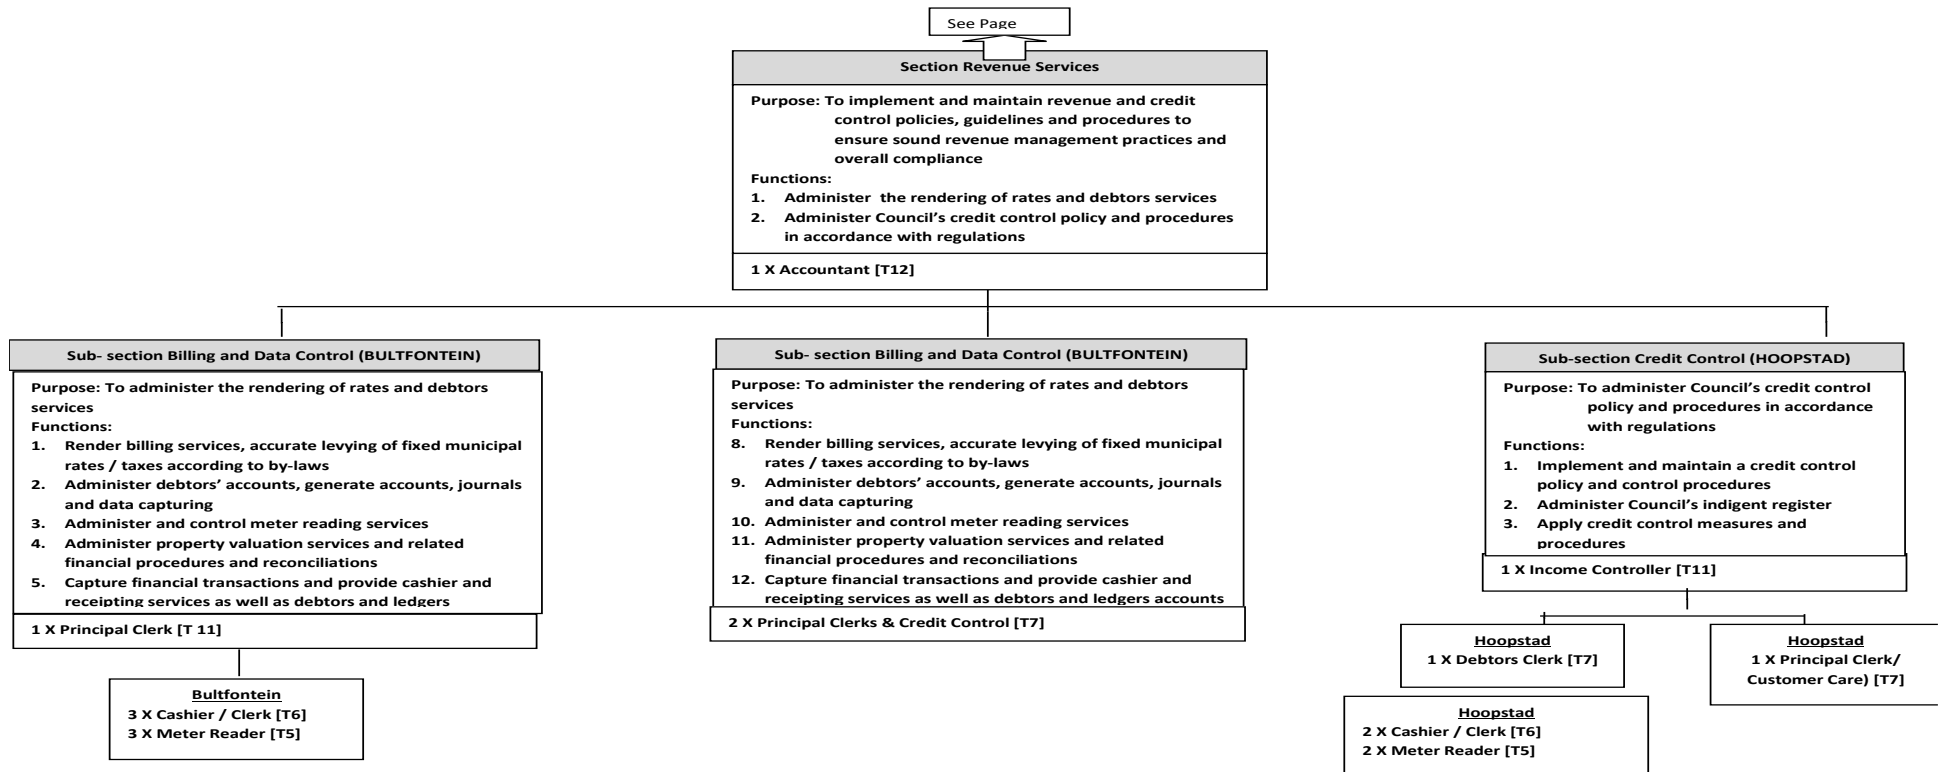 See Page
Section Revenue Services
Purpose: To implement and maintain revenue and credit
control policies, guidelines and procedures to
ensure sound revenue management practices and
overall compliance
Functions:
1. Administer the rendering of rates and debtors services
2. Administer Council’s credit control policy and procedures
in accordance with regulations
1 X Accountant [T12]
Sub- section Billing and Data Control (BULTFONTEIN)
Purpose: To administer the rendering of rates and debtors
services
Functions:
1. Render billing services, accurate levying of fixed municipal
rates / taxes according to by-laws
2. Administer debtors’ accounts, generate accounts, journals
and data capturing
3. Administer and control meter reading services
4. Administer property valuation services and related
financial procedures and reconciliations
5. Capture financial transactions and provide cashier and
receipting services as well as debtors and ledgers
1 X Principal Clerk [T 11]
Bultfontein
3 X Cashier / Clerk [T6]
3 X Meter Reader [T5]
Sub- section Billing and Data Control (BULTFONTEIN)
Purpose: To administer the rendering of rates and debtors
services
Functions:
8. Render billing services, accurate levying of fixed municipal
rates / taxes according to by-laws
9. Administer debtors’ accounts, generate accounts, journals
and data capturing
10. Administer and control meter reading services
11. Administer property valuation services and related
financial procedures and reconciliations
12. Capture financial transactions and provide cashier and
receipting services as well as debtors and ledgers accounts
2 X Principal Clerks & Credit Control [T7]
Sub-section Credit Control (HOOPSTAD)
Purpose: To administer Council’s credit control
policy and procedures in accordance
with regulations
Functions:
1. Implement and maintain a credit control
policy and control procedures
2. Administer Council’s indigent register
3. Apply credit control measures and
procedures
1 X Income Controller [T11]
Hoopstad
1 X Debtors Clerk [T7]
Hoopstad
1 X Principal Clerk/
Customer Care) [T7]
Hoopstad
2 X Cashier / Clerk [T6]
2 X Meter Reader [T5]